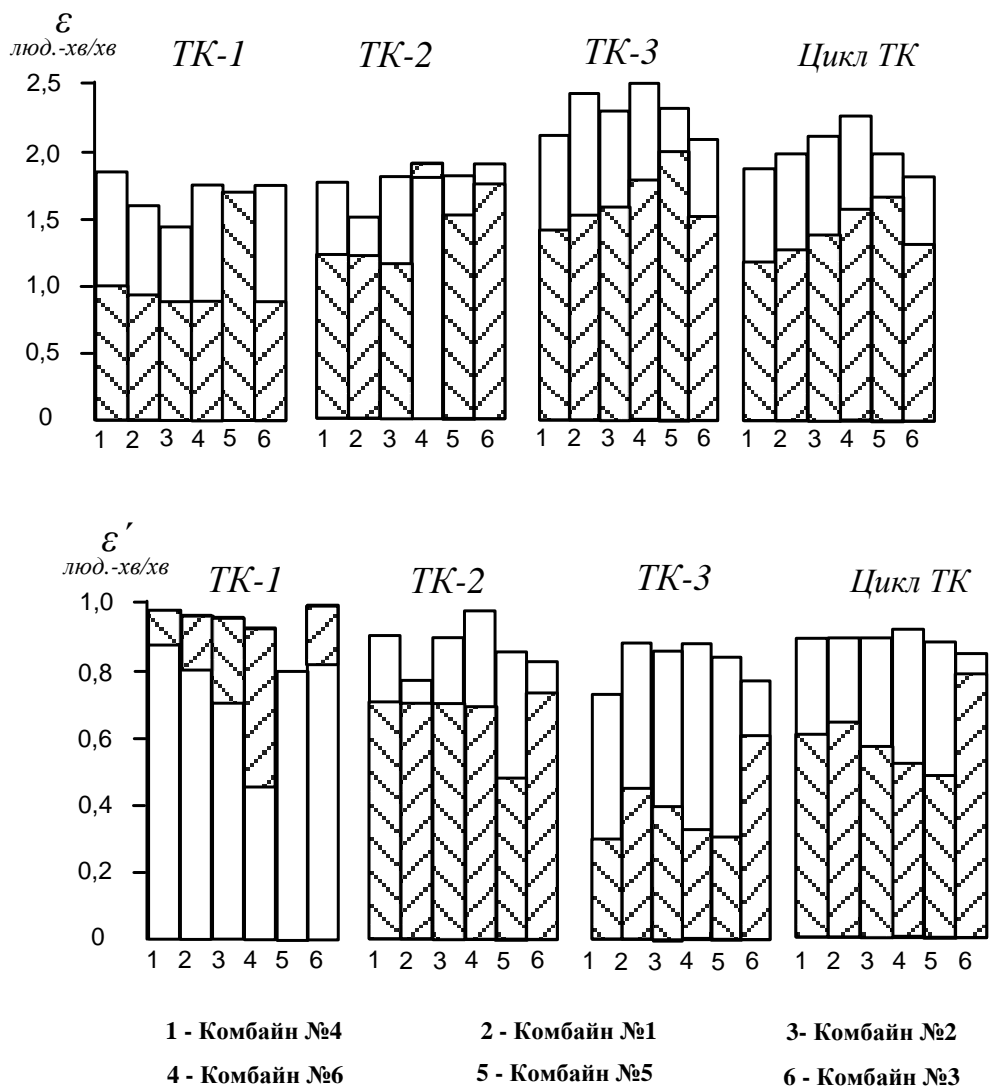 ε
люд.-хв/хв
ТК-1 ТК-2 ТК-3 Цикл ТК
2,5
2,0
1,5
1,0
0,5
0
1 2 3 4 5 6 1 2 3 4 5 6 1 2 3 4 5 6 1 2 3 4 5 6
ε´
люд.-хв/хв
ТК-1 ТК-2 ТК-3 Цикл ТК
1,0
0,8
0,6
0,4
0,2
0
1 2 3 4 5 6 1 2 3 4 5 6 1 2 3 4 5 6 1 2 3 4 5 6
1 - Комбайн №4 2 - Комбайн №1 3- Комбайн №2
4 - Комбайн №6 5 - Комбайн №5 6 - Комбайн №3